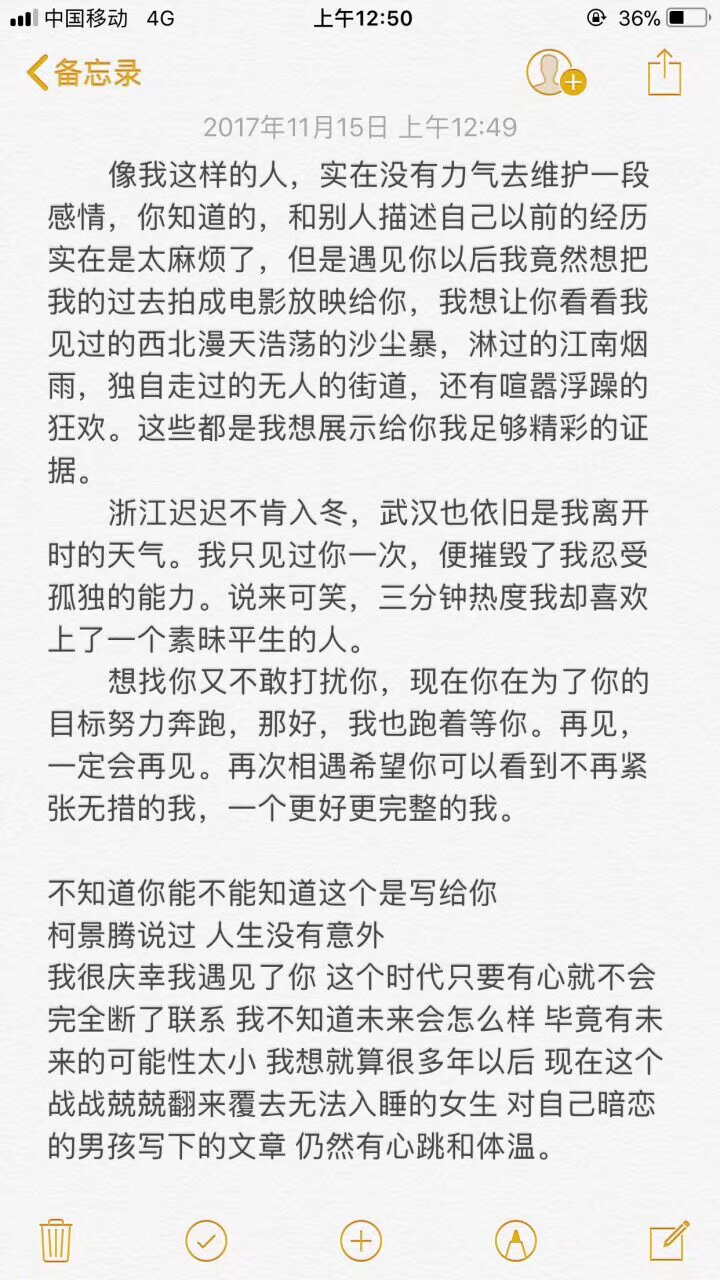 中国移动 4G 上午12:50 36%
备忘录
2017年11月15日 上午12:49
像我这样的人，实在没有力气去维护一段
感情，你知道的，和别人描述自己以前的经历
实在是太麻烦了，但是遇见你以后我竟然想把
我的过去拍成电影放映给你，我想让你看看我
见过的西北漫天浩荡的沙尘暴，淋过的江南烟
雨，独自走过的无人的街道，还有喧嚣浮躁的
狂欢。这些都是我想展示给你我足够精彩的证
据。
浙江迟迟不肯入冬，武汉也依旧是我离开
时的天气。我只见过你一次，便摧毁了我忍受
孤独的能力。说来可笑，三分钟热度我却喜欢
上了一个素昧平生的人。
想找你又不敢打扰你，现在你在为了你的
目标努力奔跑，那好，我也跑着等你。再见，
一定会再见。再次相遇希望你可以看到不再紧
张无措的我，一个更好更完整的我。
不知道你能不能知道这个是写给你
柯景腾说过 人生没有意外
我很庆幸我遇见了你 这个时代只要有心就不会
完全断了联系 我不知道未来会怎么样 毕竟有未
来的可能性太小 我想就算很多年以后 现在这个
战战兢兢翻来覆去无法入睡的女生 对自己暗恋
的男孩写下的文章 仍然有心跳和体温。